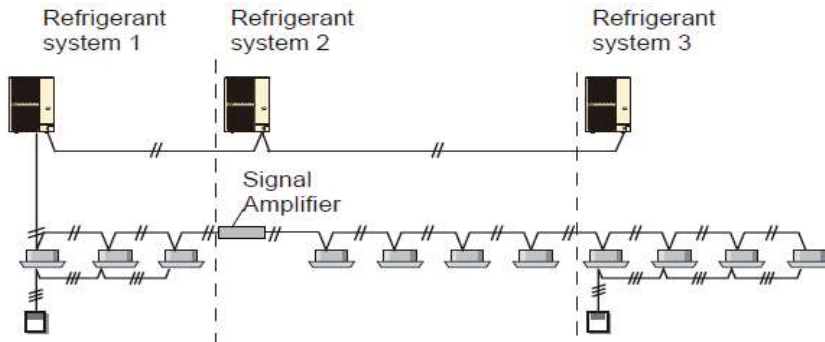 Refrigerant
system 1
Refrigerant
system 2
Refrigerant
system 3
Signal
Amplifier